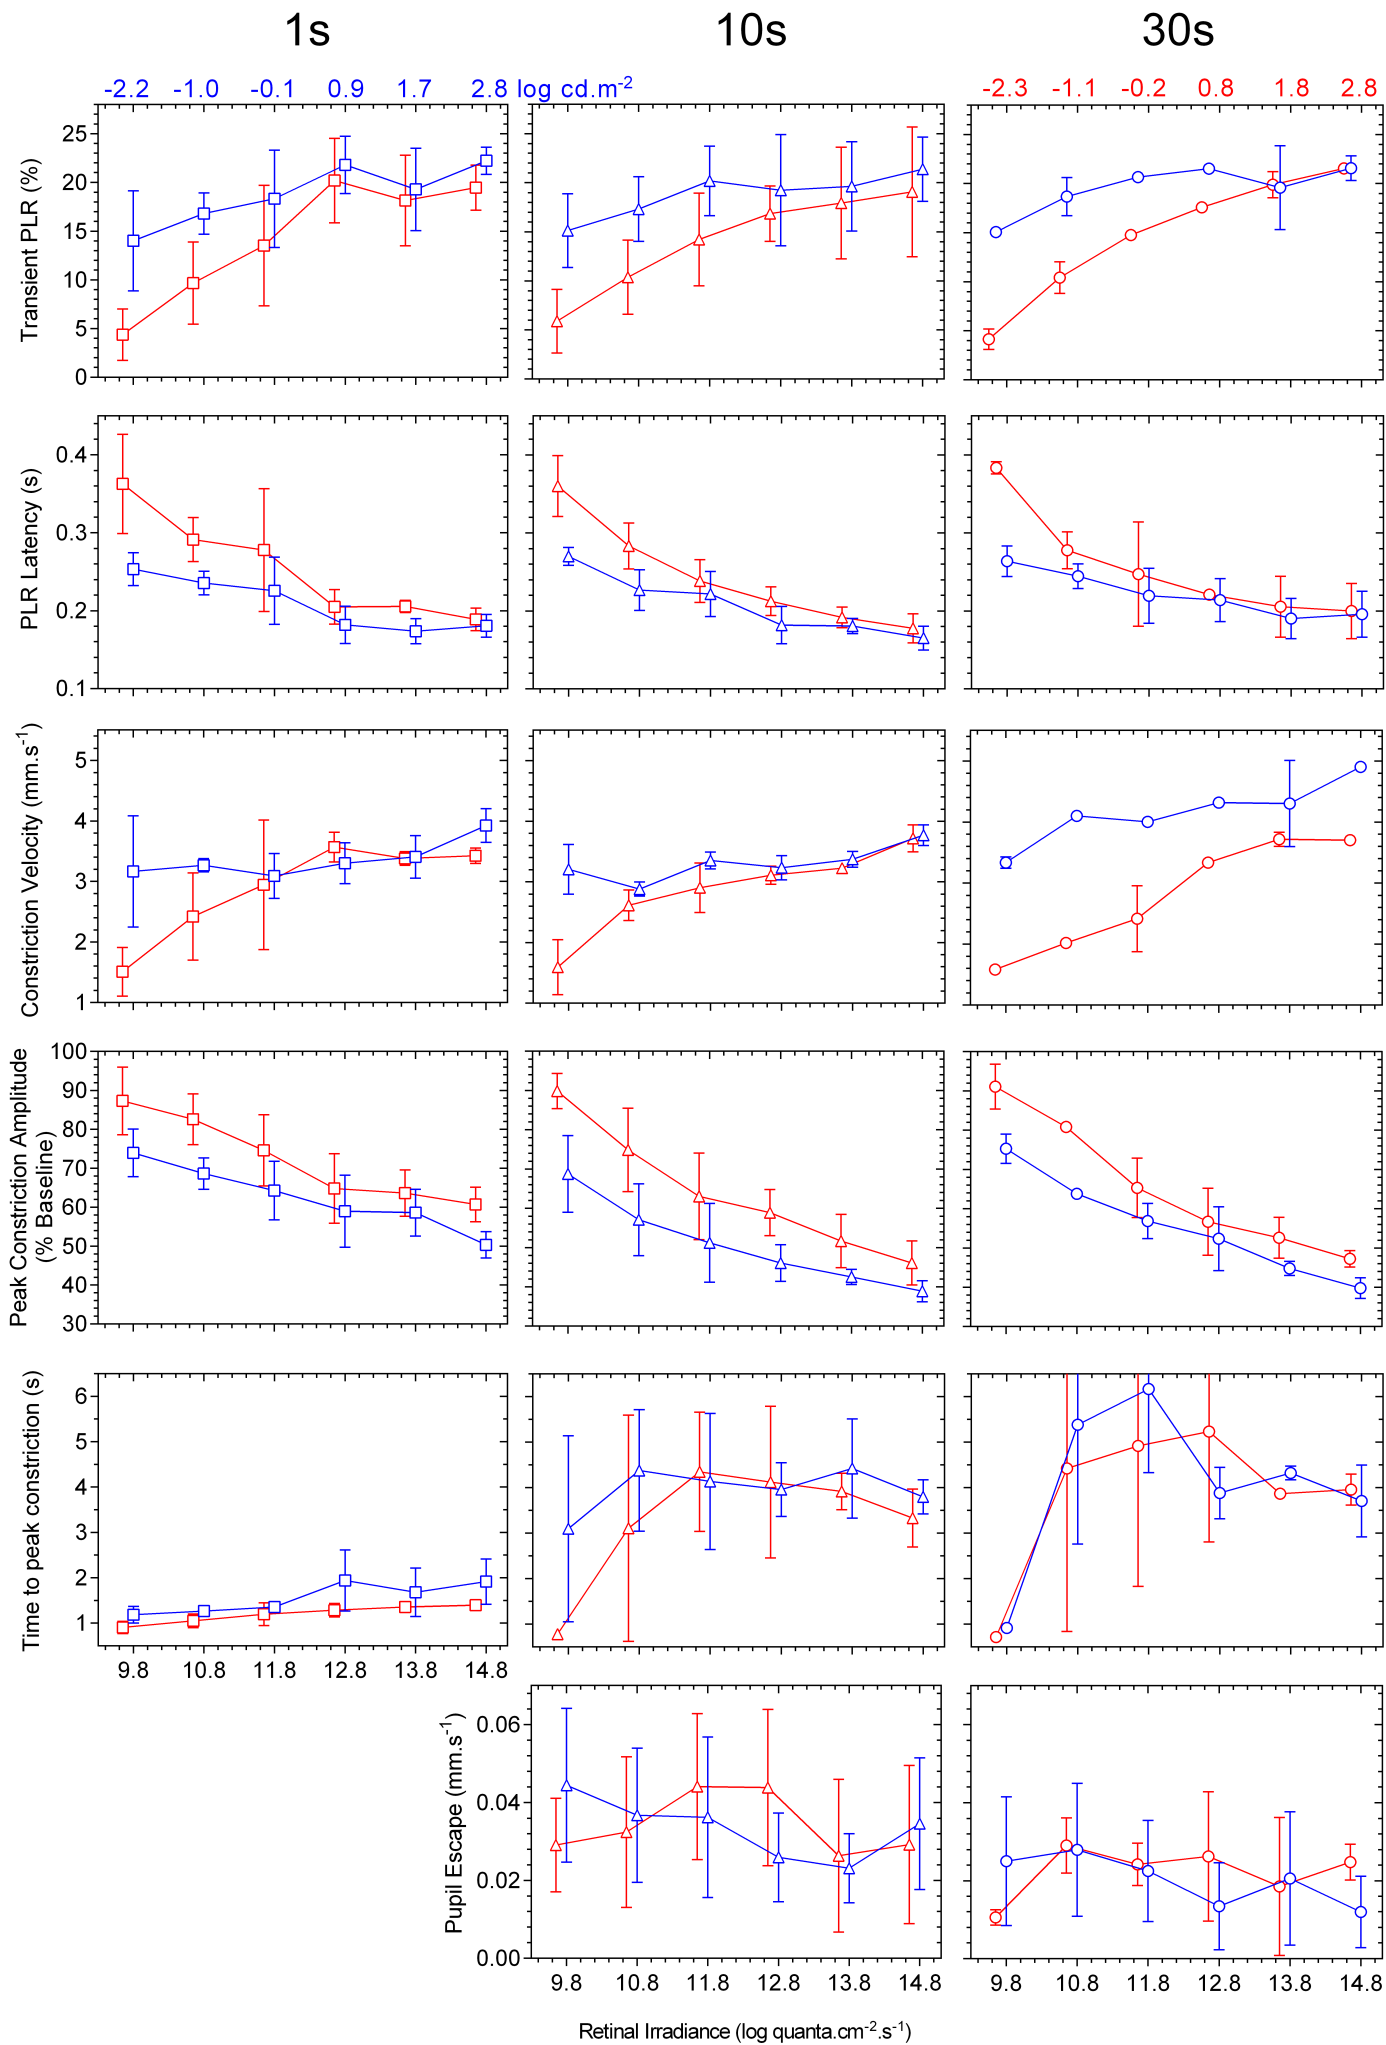 1s 10s 30s
-2.2 -1.0 -0.1 0.9 1.7 2.8 log cd.m-2 -2.3 -1.1 -0.2 0.8 1.8 2.8
Transient PLR (%)
25
20
15
10
5
0
PLR Latency (s)
0.4
0.3
0.2
0.1
Constriction Velocity (mm.s-1)
5
4
3
2
1
Peak Constriction Amplitude
(% Baseline)
100
90
80
70
60
50
40
30
Time to peak constriction (s)
6
5
4
3
2
1
9.8 10.8 11.8 12.8 13.8 14.8
Pupil Escape (mm.s-1)
0.06
0.04
0.02
0.00
9.8 10.8 11.8 12.8 13.8 14.8 9.8 10.8 11.8 12.8 13.8 14.8
Retinal Irradiance (log quanta.cm-2.s-1)